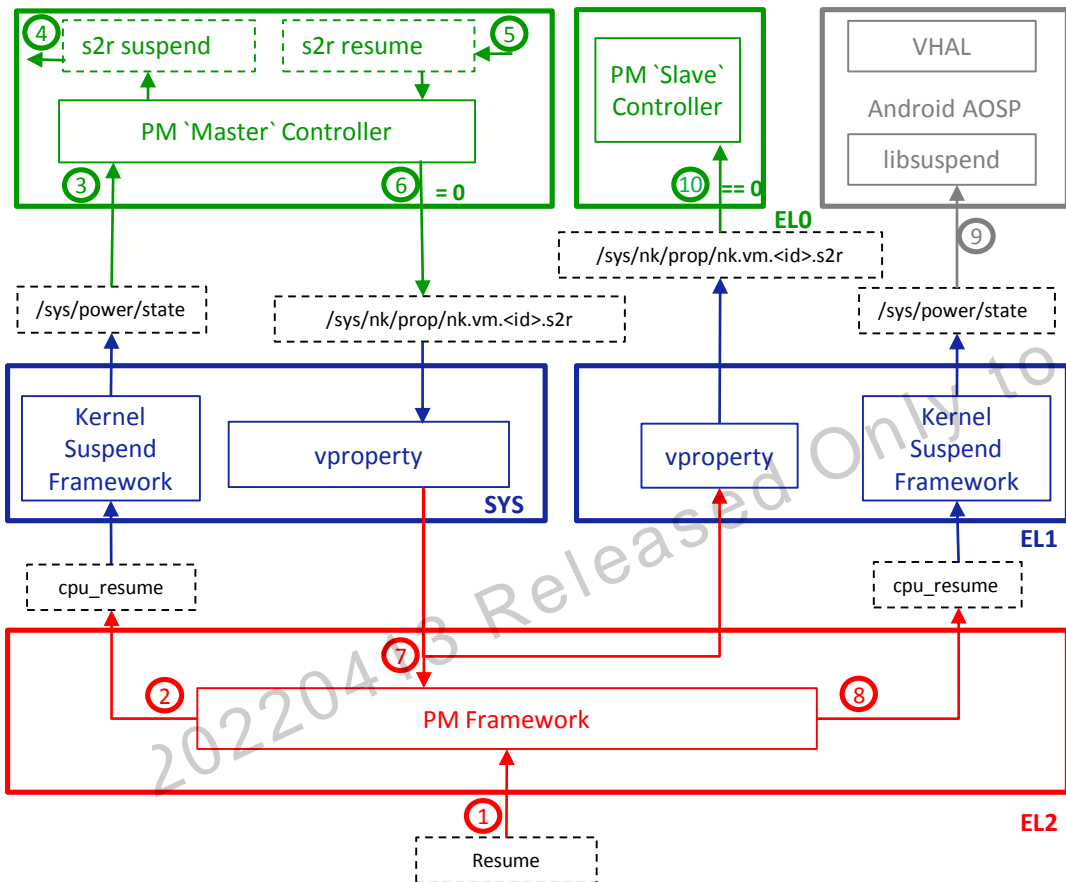 4
s2r suspend
s2r resume
5
PM `Master` Controller
3
6
= 0
PM `Slave`
Controller
10
== 0
EL0
VHAL
Android AOSP
libsuspend
9
/sys/power/state
/sys/nk/prop/nk.vm.<id>.s2r
/sys/nk/prop/nk.vm.<id>.s2r
/sys/power/state
Kernel
Suspend
Framework
vproperty
SYS
vproperty
Kernel
Suspend
Framework
EL1
cpu_resume
cpu_resume
7
2
PM Framework
8
1
EL2
Resume
20220413 Released Only to